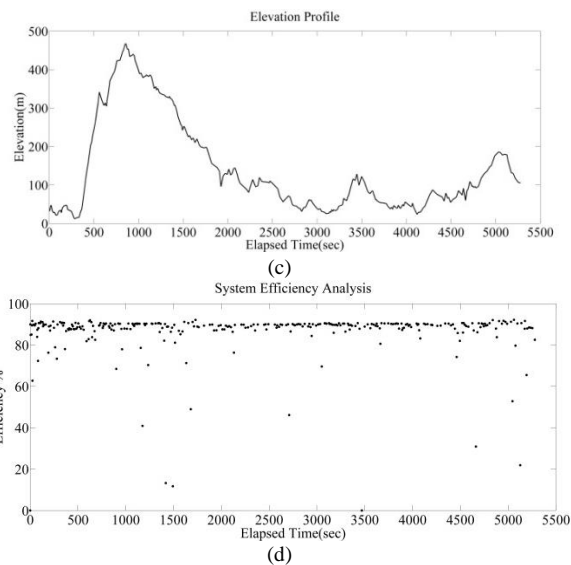 Elevation Profile
500
400
300
200
100
0
Elevation(m)
0 500 1000 1500 2000 2500 3000 3500 4000 4500 5000 5500
Elapsed Time(sec)
(c)
System Efficiency Analysis
100
80
60
40
20
0
Efficiency %
0 500 1000 1500 2000 2500 3000 3500 4000 4500 5000 5500
Elapsed Time(sec)
(d)